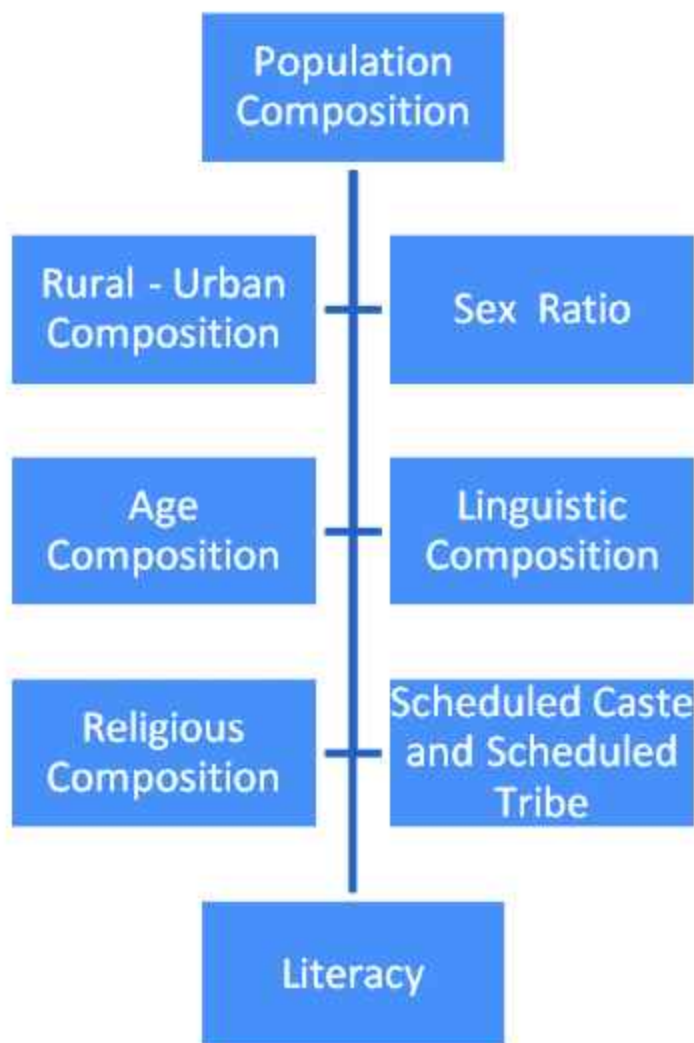 Population
Composition
Rural - Urban
Composition
Sex Ratio
Age
Composition
Linguistic
Composition
Religious
Composition
Scheduled Caste
and Scheduled
Tribe
Literacy